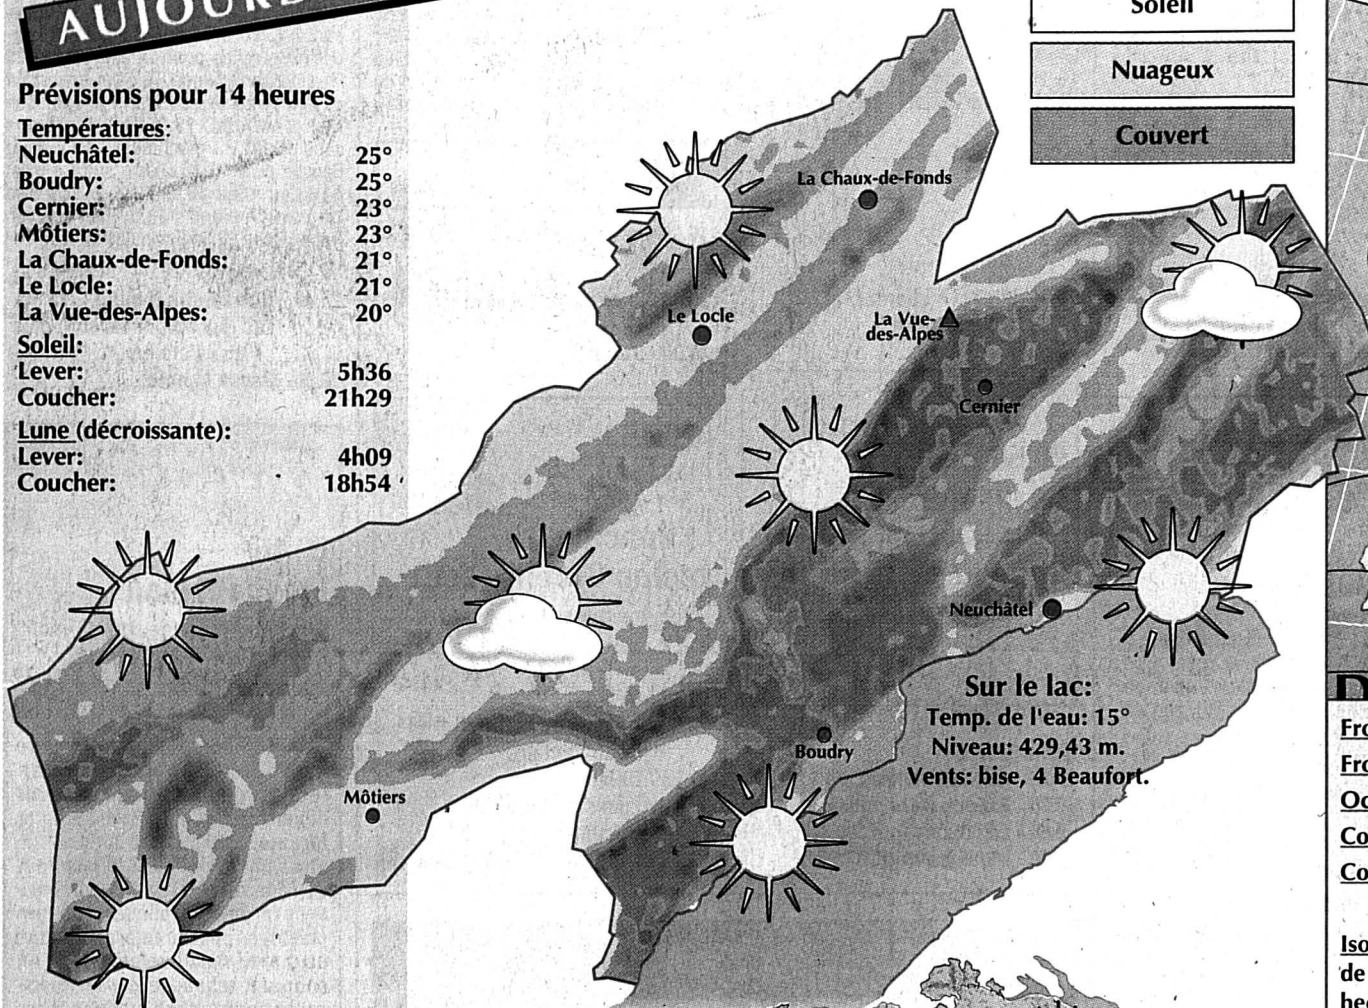 Prévisions pour 14 heures
Températures:
Neuchâtel: 25°
Boudry: 25°
Cernier: 23°
Môtiers: 23°
La Chaux-de-Fonds: 21°
Le Locle: 21°
La Vue-des-Alpes: 20°
Soleil:
Lever: 5h36
Coucher: 21h29
Lune (décroissante):
Lever: 4h09
Coucher: 18h54
Soleil
Nuageux
Couvert
La Chaux-de-Fonds
Le Locle
La Vue-
des-Alpes
Cernier
Neuchâtel
Boudry
Môtiers
Sur le lac:
Temp. de l'eau: 15°
Niveau: 429,43 m.
Vents: bise, 4 Beaufort.
de